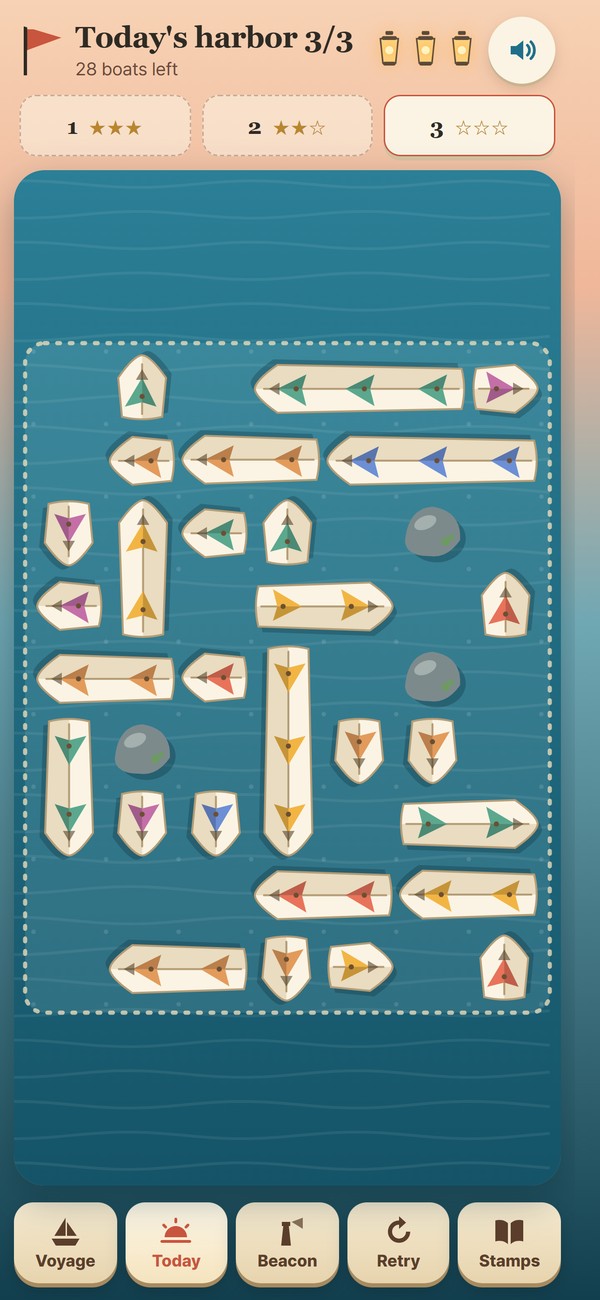 Today's harbor 3/3
28 boats left
1 ★★★
2 ★★☆
3 ☆☆☆
Voyage
Today
Beacon
Retry
Stamps